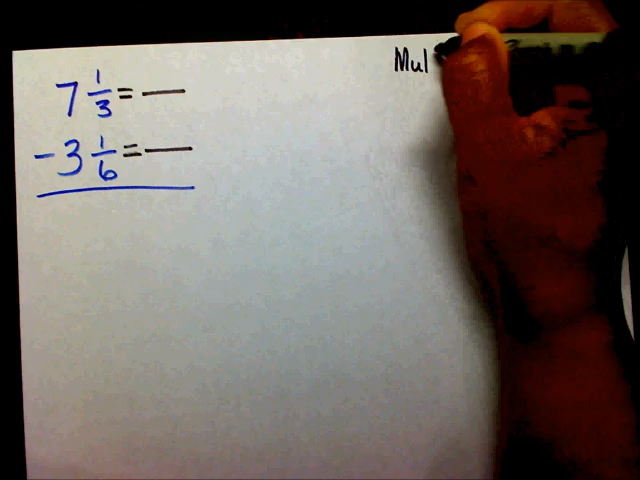 Mul
7 1/3 = —
- 3 1/6 = —